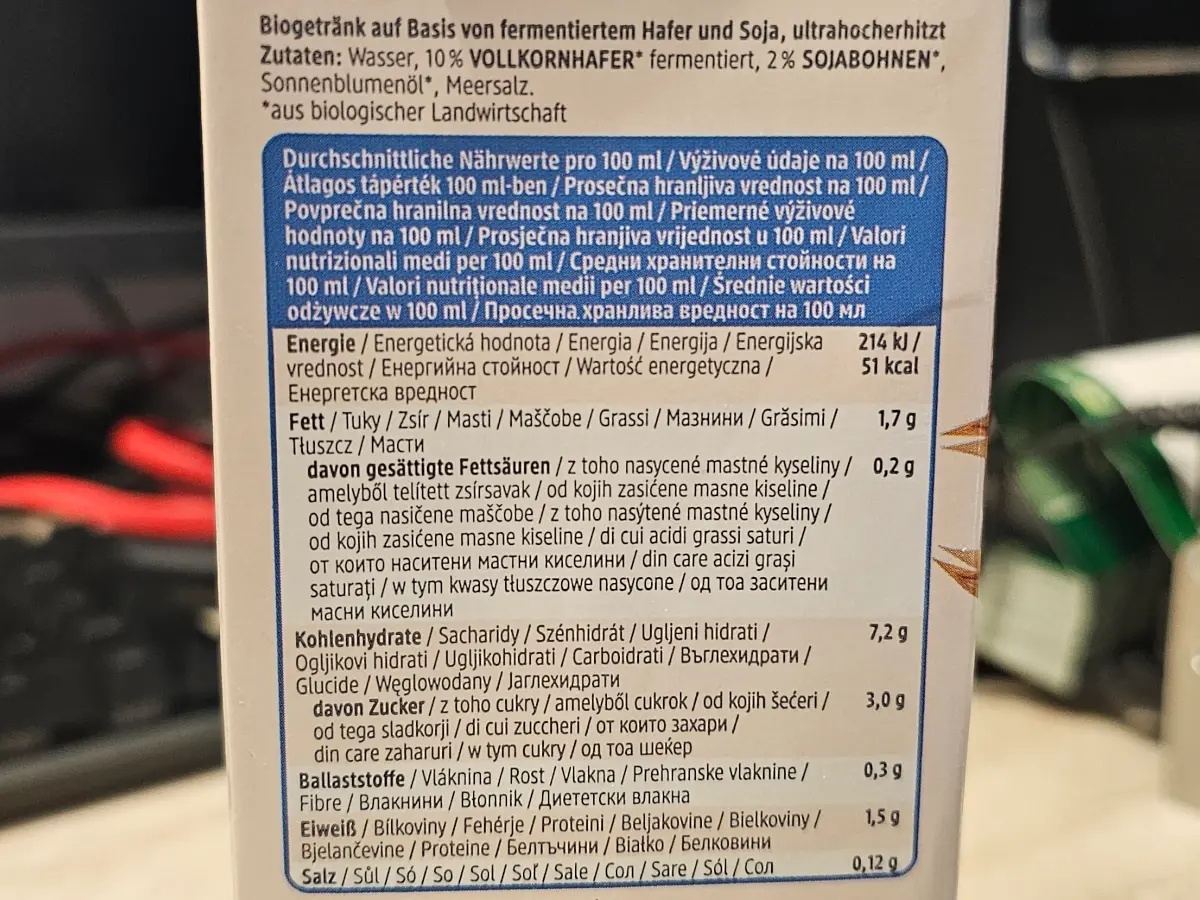 Biogetränk auf Basis von fermentiertem Hafer und Soja, ultrahocherhitzt
Zutaten: Wasser, 10 % VOLLKORNHAFER* fermentiert, 2 % SOJABOHNEN*,
Sonnenblumenöl*, Meersalz.
*aus biologischer Landwirtschaft
Durchschnittliche Nährwerte pro 100 ml / Výživové údaje na 100 ml /
Átlagos tápérték 100 ml-ben / Prosečna hranljiva vrednost na 100 ml /
Povprečna hranilna vrednost na 100 ml / Priemerné výživové
hodnoty na 100 ml / Prosječna hranjiva vrijednost u 100 ml / Valori
nutrizionali medi per 100 ml / Средни хранителни стойности на
100 ml / Valori nutriționale medii per 100 ml / Średnie wartości
odżywcze w 100 ml / Просечна хранлива вредност на 100 мл
Energie / Energetická hodnota / Energia / Energija / Energijska 214 kJ /
vrednost / Енергийна стойност / Wartość energetyczna / 51 kcal
Енергетска вредност
Fett / Tuky / Zsír / Masti / Maščobe / Grassi / Мазнини / Grăsimi / 1,7 g
Tłuszcz / Масти
davon gesättigte Fettsäuren / z toho nasycené mastné kyseliny / 0,2 g
amelyből telített zsírsavak / od kojih zasićene masne kiseline /
od tega nasičene maščobe / z toho nasýtené mastné kyseliny /
od kojih zasićene masne kiseline / di cui acidi grassi saturi /
от които наситени мастни киселини / din care acizi grași
saturați / w tym kwasy tłuszczowe nasycone / од тоа заситени
масни киселини
Kohlenhydrate / Sacharidy / Szénhidrát / Ugljeni hidrati / 7,2 g
Ogljikovi hidrati / Ugljikohidrati / Carboidrati / Въглехидрати /
Glucide / Węglowodany / Јаглехидрати
davon Zucker / z toho cukry / amelyből cukrok / od kojih šećeri / 3,0 g
od tega sladkorji / di cui zuccheri / от които захари /
din care zaharuri / w tym cukry / од тоа шеќер
Ballaststoffe / Vláknina / Rost / Vlakna / Prehranske vlaknine / 0,3 g
Fibre / Влакнини / Błonnik / Диететски влакна
Eiweiß / Bílkoviny / Fehérje / Proteini / Beljakovine / Bielkoviny / 1,5 g
Bjelančevine / Proteine / Белтъчини / Białko / Белковини
Salz / Sůl / Só / So / Sol / Soľ / Sale / Сол / Sare / Sól / Сол 0,12 g